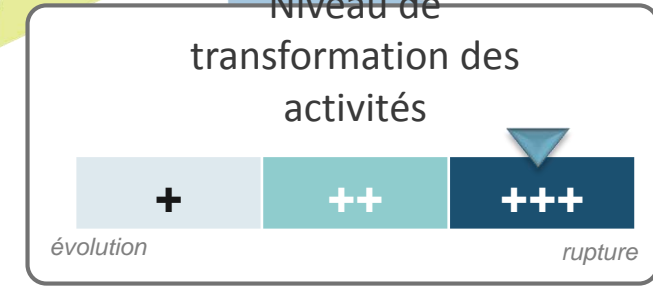 Niveau de
transformation des
activités
+ ++ +++
évolution rupture